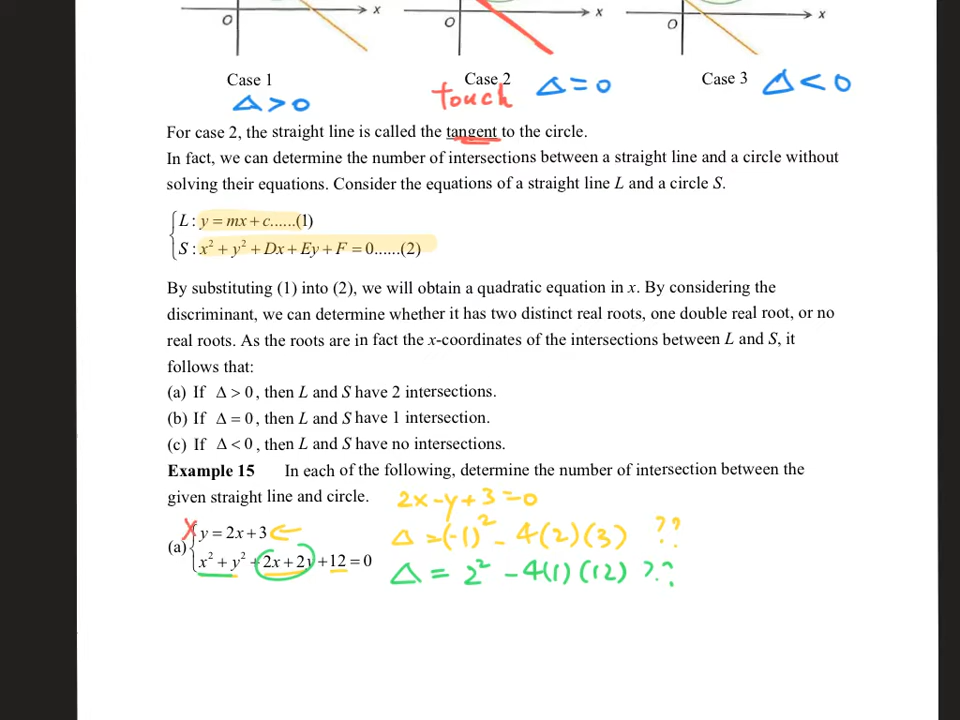 O x O x O x
Case 1 Case 2 Case 3
Δ > 0 touch Δ = 0 Δ < 0
For case 2, the straight line is called the tangent to the circle.
In fact, we can determine the number of intersections between a straight line and a circle without
solving their equations. Consider the equations of a straight line L and a circle S.
L : y = mx + c......(1)
S : x² + y² + Dx + Ey + F = 0......(2)
By substituting (1) into (2), we will obtain a quadratic equation in x. By considering the
discriminant, we can determine whether it has two distinct real roots, one double real root, or no
real roots. As the roots are in fact the x-coordinates of the intersections between L and S, it
follows that:
(a) If Δ > 0, then L and S have 2 intersections.
(b) If Δ = 0, then L and S have 1 intersection.
(c) If Δ < 0, then L and S have no intersections.
Example 15 In each of the following, determine the number of intersection between the
given straight line and circle. 2x-y+3=0
(a) y = 2x + 3 Δ =(-1)² - 4(2)(3) ??
x² + y² + 2x + 2y + 12 = 0 Δ = 2² - 4(1)(12) ??